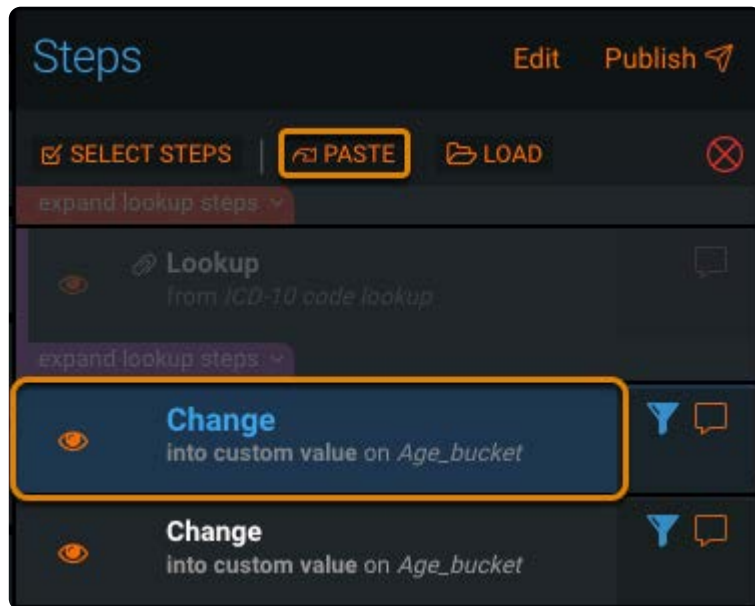 Steps
Edit
Publish
SELECT STEPS
PASTE
LOAD
expand lookup steps
Lookup
from ICD-10 code lookup
expand lookup steps
Change
into custom value on Age_bucket
Change
into custom value on Age_bucket